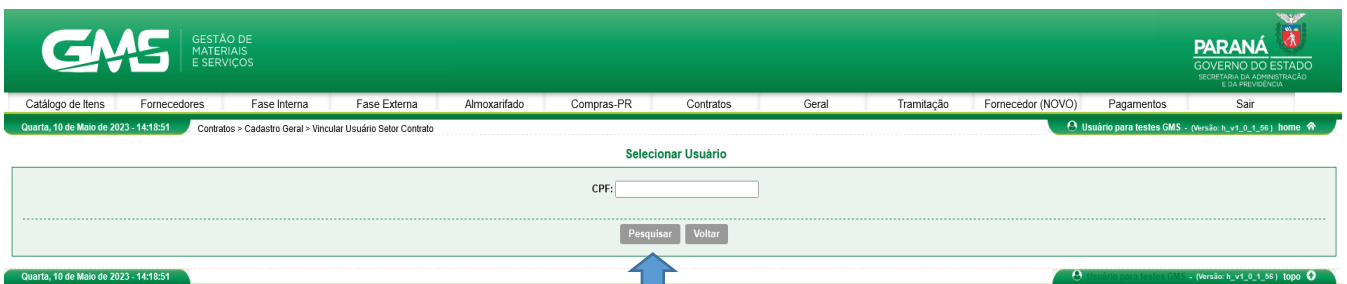 GMS
GESTÃO DE
MATERIAIS
E SERVIÇOS
PARANÁ
GOVERNO DO ESTADO
SECRETARIA DA ADMINISTRAÇÃO
E DA PREVIDÊNCIA
Catálogo de Itens Fornecedores Fase Interna Fase Externa Almoxarifado Compras-PR Contratos Geral Tramitação Fornecedor (NOVO) Pagamentos Sair
Quarta, 10 de Maio de 2023 - 14:18:51 Contratos > Cadastro Geral > Vincular Usuário Setor Contrato Usuário para testes GMS - (Versão: h_v1_0_1_56 ) home
Selecionar Usuário
CPF:
Pesquisar Voltar
Quarta, 10 de Maio de 2023 - 14:18:51 Usuário para testes GMS - (Versão: h_v1_0_1_56 ) topo